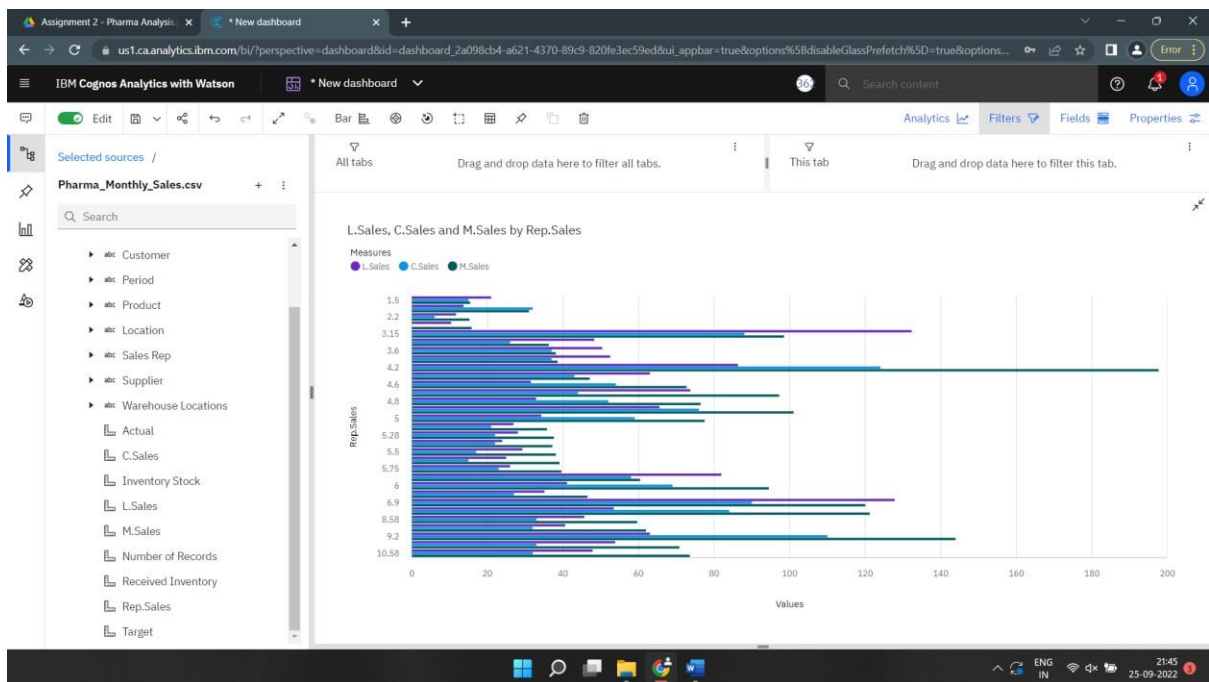 Assignment 2 - Pharma Analysis.
* New dashboard
us1.ca.analytics.ibm.com/bi/?perspective=dashboard&id=dashboard_2a098cb4-a621-4370-89c9-820fe3ec59ed&ui_appbar=true&options%5BdisableGlassPrefetch%5D=true&options...
Error
IBM Cognos Analytics with Watson
* New dashboard
Search content
1
Edit
Bar
Analytics
Filters
Fields
Properties
Selected sources /
All tabs
Drag and drop data here to filter all tabs.
This tab
Drag and drop data here to filter this tab.
Pharma_Monthly_Sales.csv
Search
abc Customer
abc Period
abc Product
abc Location
abc Sales Rep
abc Supplier
abc Warehouse Locations
Actual
C.Sales
Inventory Stock
L.Sales
M.Sales
Number of Records
Received Inventory
Rep.Sales
Target
L.Sales, C.Sales and M.Sales by Rep.Sales
Measures
L.Sales C.Sales M.Sales
Rep.Sales
1.5
2.2
3.15
3.6
4.2
4.6
4.8
5
5.28
5.5
5.75
6
6.9
8.58
9.2
10.58
0 20 40 60 80 100 120 140 160 180 200
Values
ENG
IN
21:45
25-09-2022
3